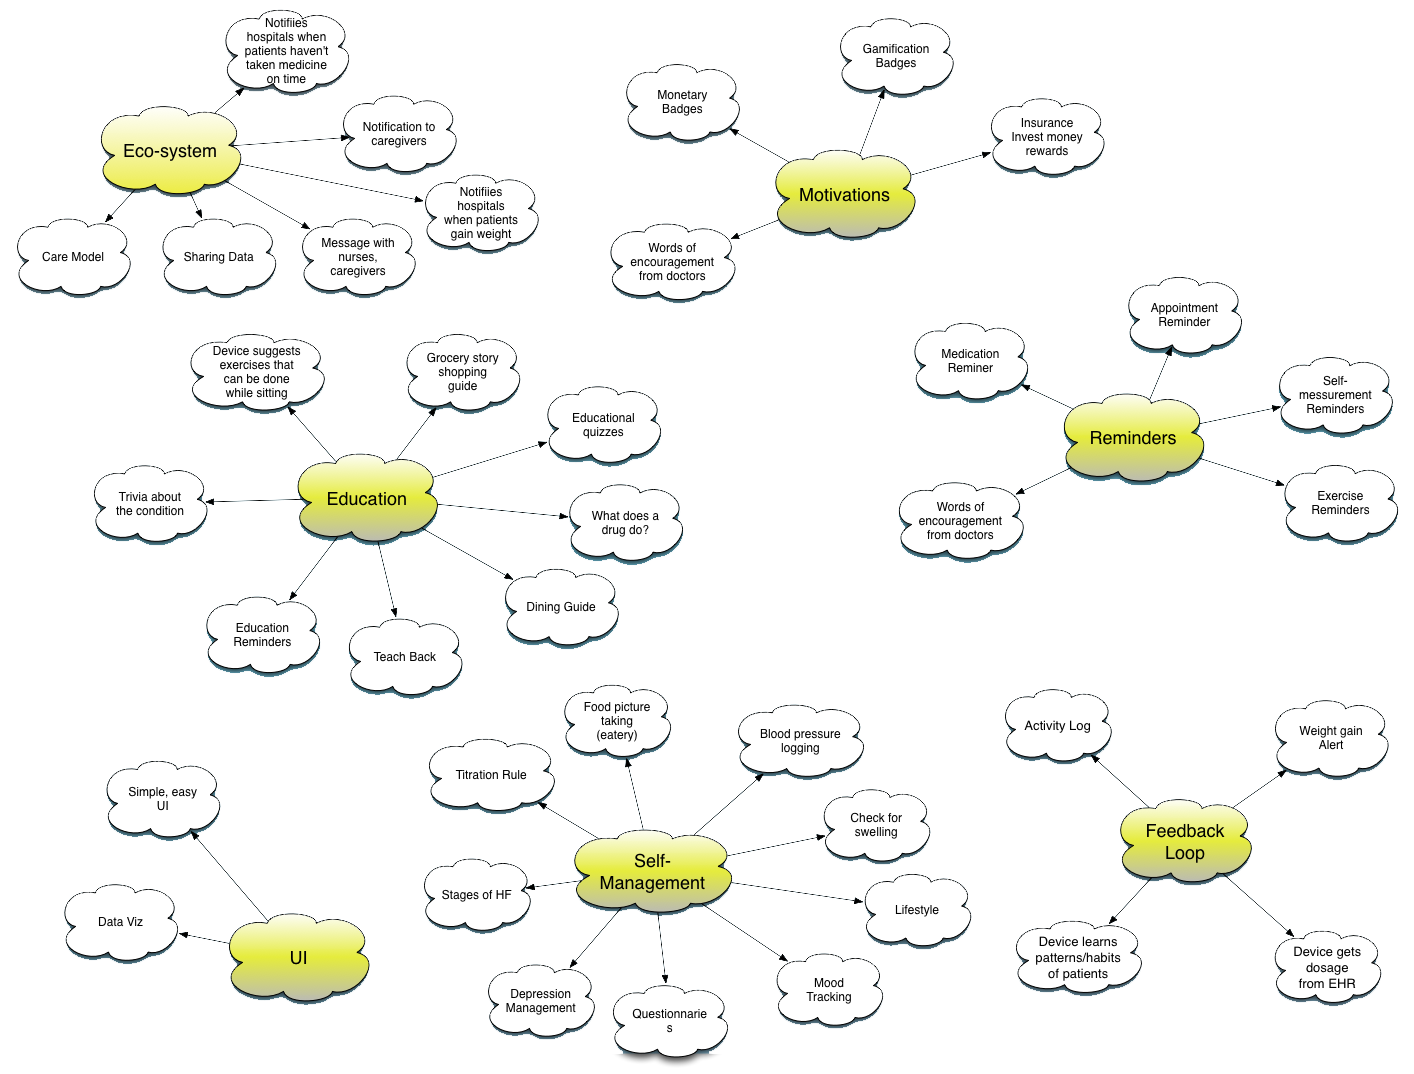 Notifiies
hospitals when
patients haven't
taken medicine
on time
Eco-system
Notification to
caregivers
Notifiies
hospitals
when patients
gain weight
Care Model
Sharing Data
Message with
nurses,
caregivers
Gamification
Badges
Monetary
Badges
Insurance
Invest money
rewards
Motivations
Words of
encouragement
from doctors
Appointment
Reminder
Medication
Reminer
Self-
messurement
Reminders
Reminders
Words of
encouragement
from doctors
Exercise
Reminders
Device suggests
exercises that
can be done
while sitting
Grocery story
shopping
guide
Educational
quizzes
Education
Trivia about
the condition
What does a
drug do?
Dining Guide
Education
Reminders
Teach Back
Simple, easy
UI
Data Viz
UI
Food picture
taking
(eatery)
Blood pressure
logging
Titration Rule
Check for
swelling
Self-
Management
Stages of HF
Lifestyle
Depression
Management
Questionnarie
s
Mood
Tracking
Activity Log
Weight gain
Alert
Feedback
Loop
Device learns
patterns/habits
of patients
Device gets
dosage
from EHR